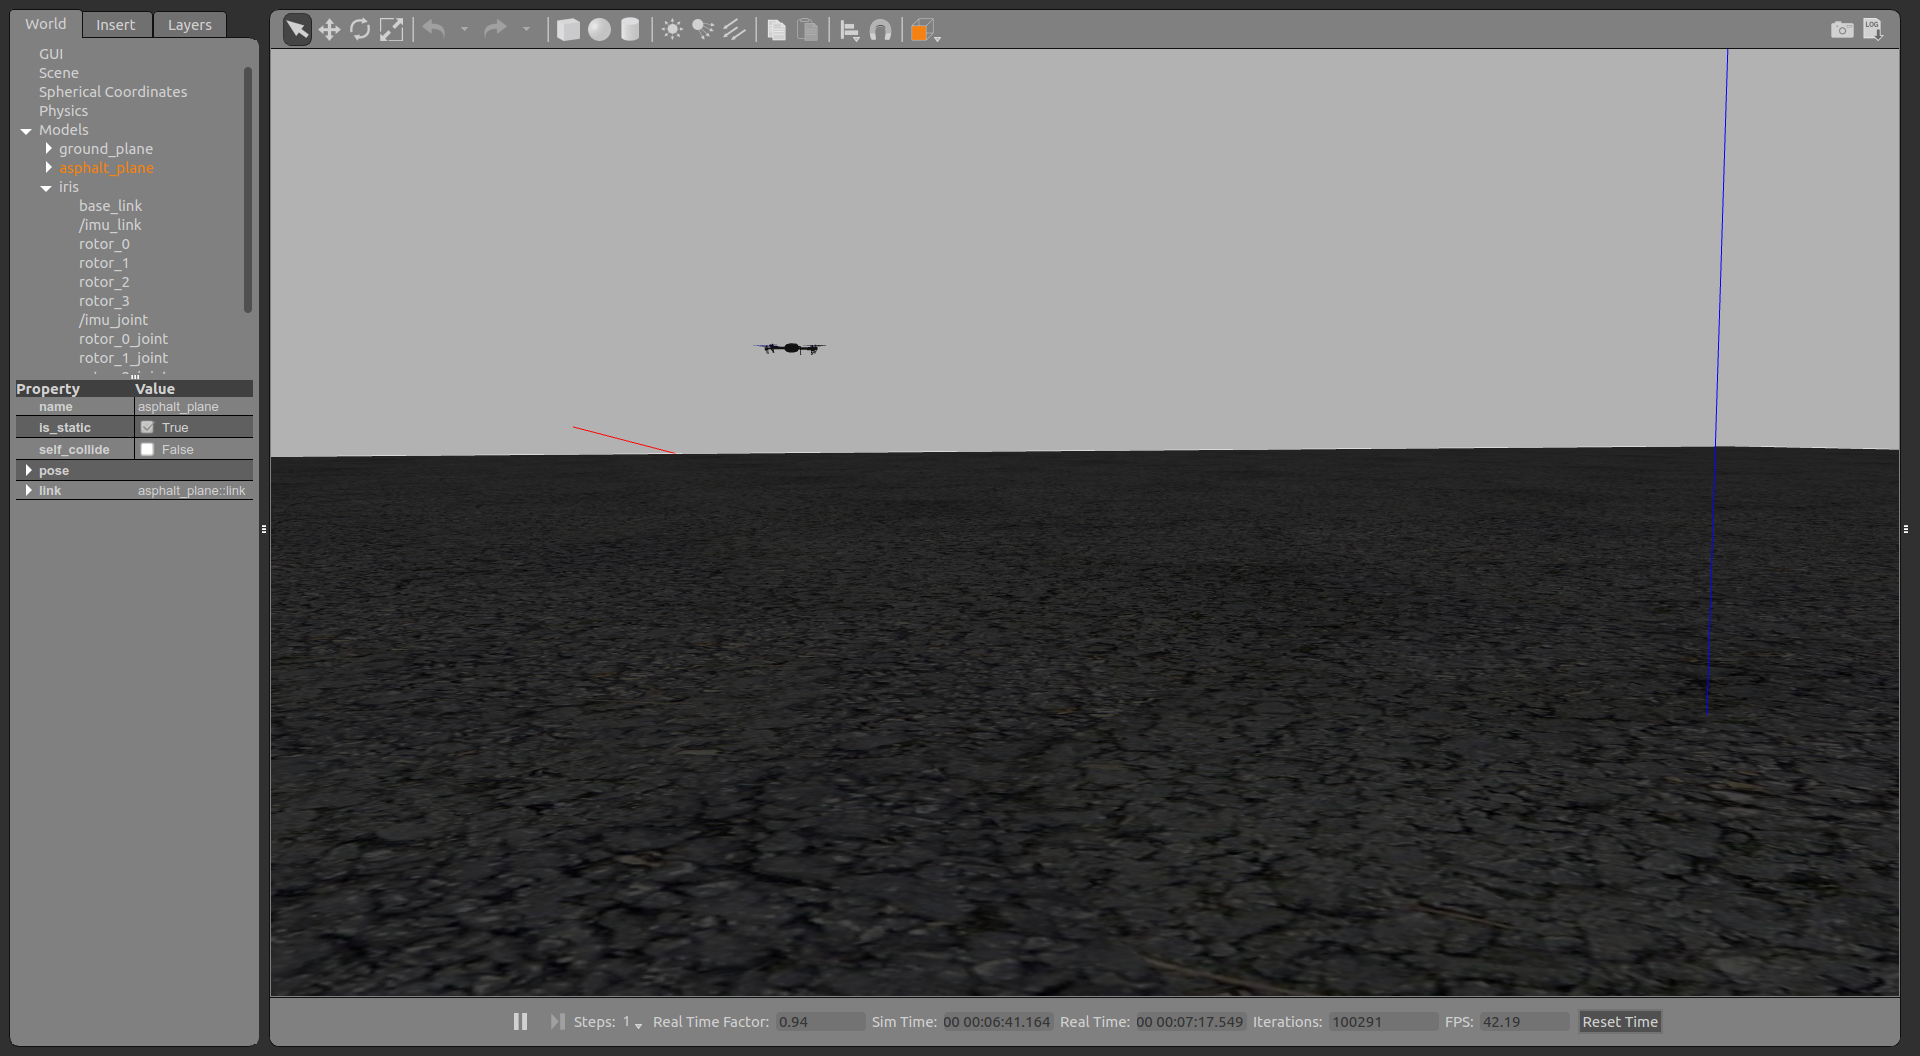 World Insert Layers
GUI
Scene
Spherical Coordinates
Physics
Models
ground_plane
asphalt_plane
iris
base_link
/imu_link
rotor_0
rotor_1
rotor_2
rotor_3
/imu_joint
rotor_0_joint
rotor_1_joint
Property Value
name asphalt_plane
is_static True
self_collide False
pose
link asphalt_plane::link
LOG
Steps: 1 Real Time Factor: 0.94 Sim Time: 00 00:06:41.164 Real Time: 00 00:07:17.549 Iterations: 100291 FPS: 42.19 Reset Time